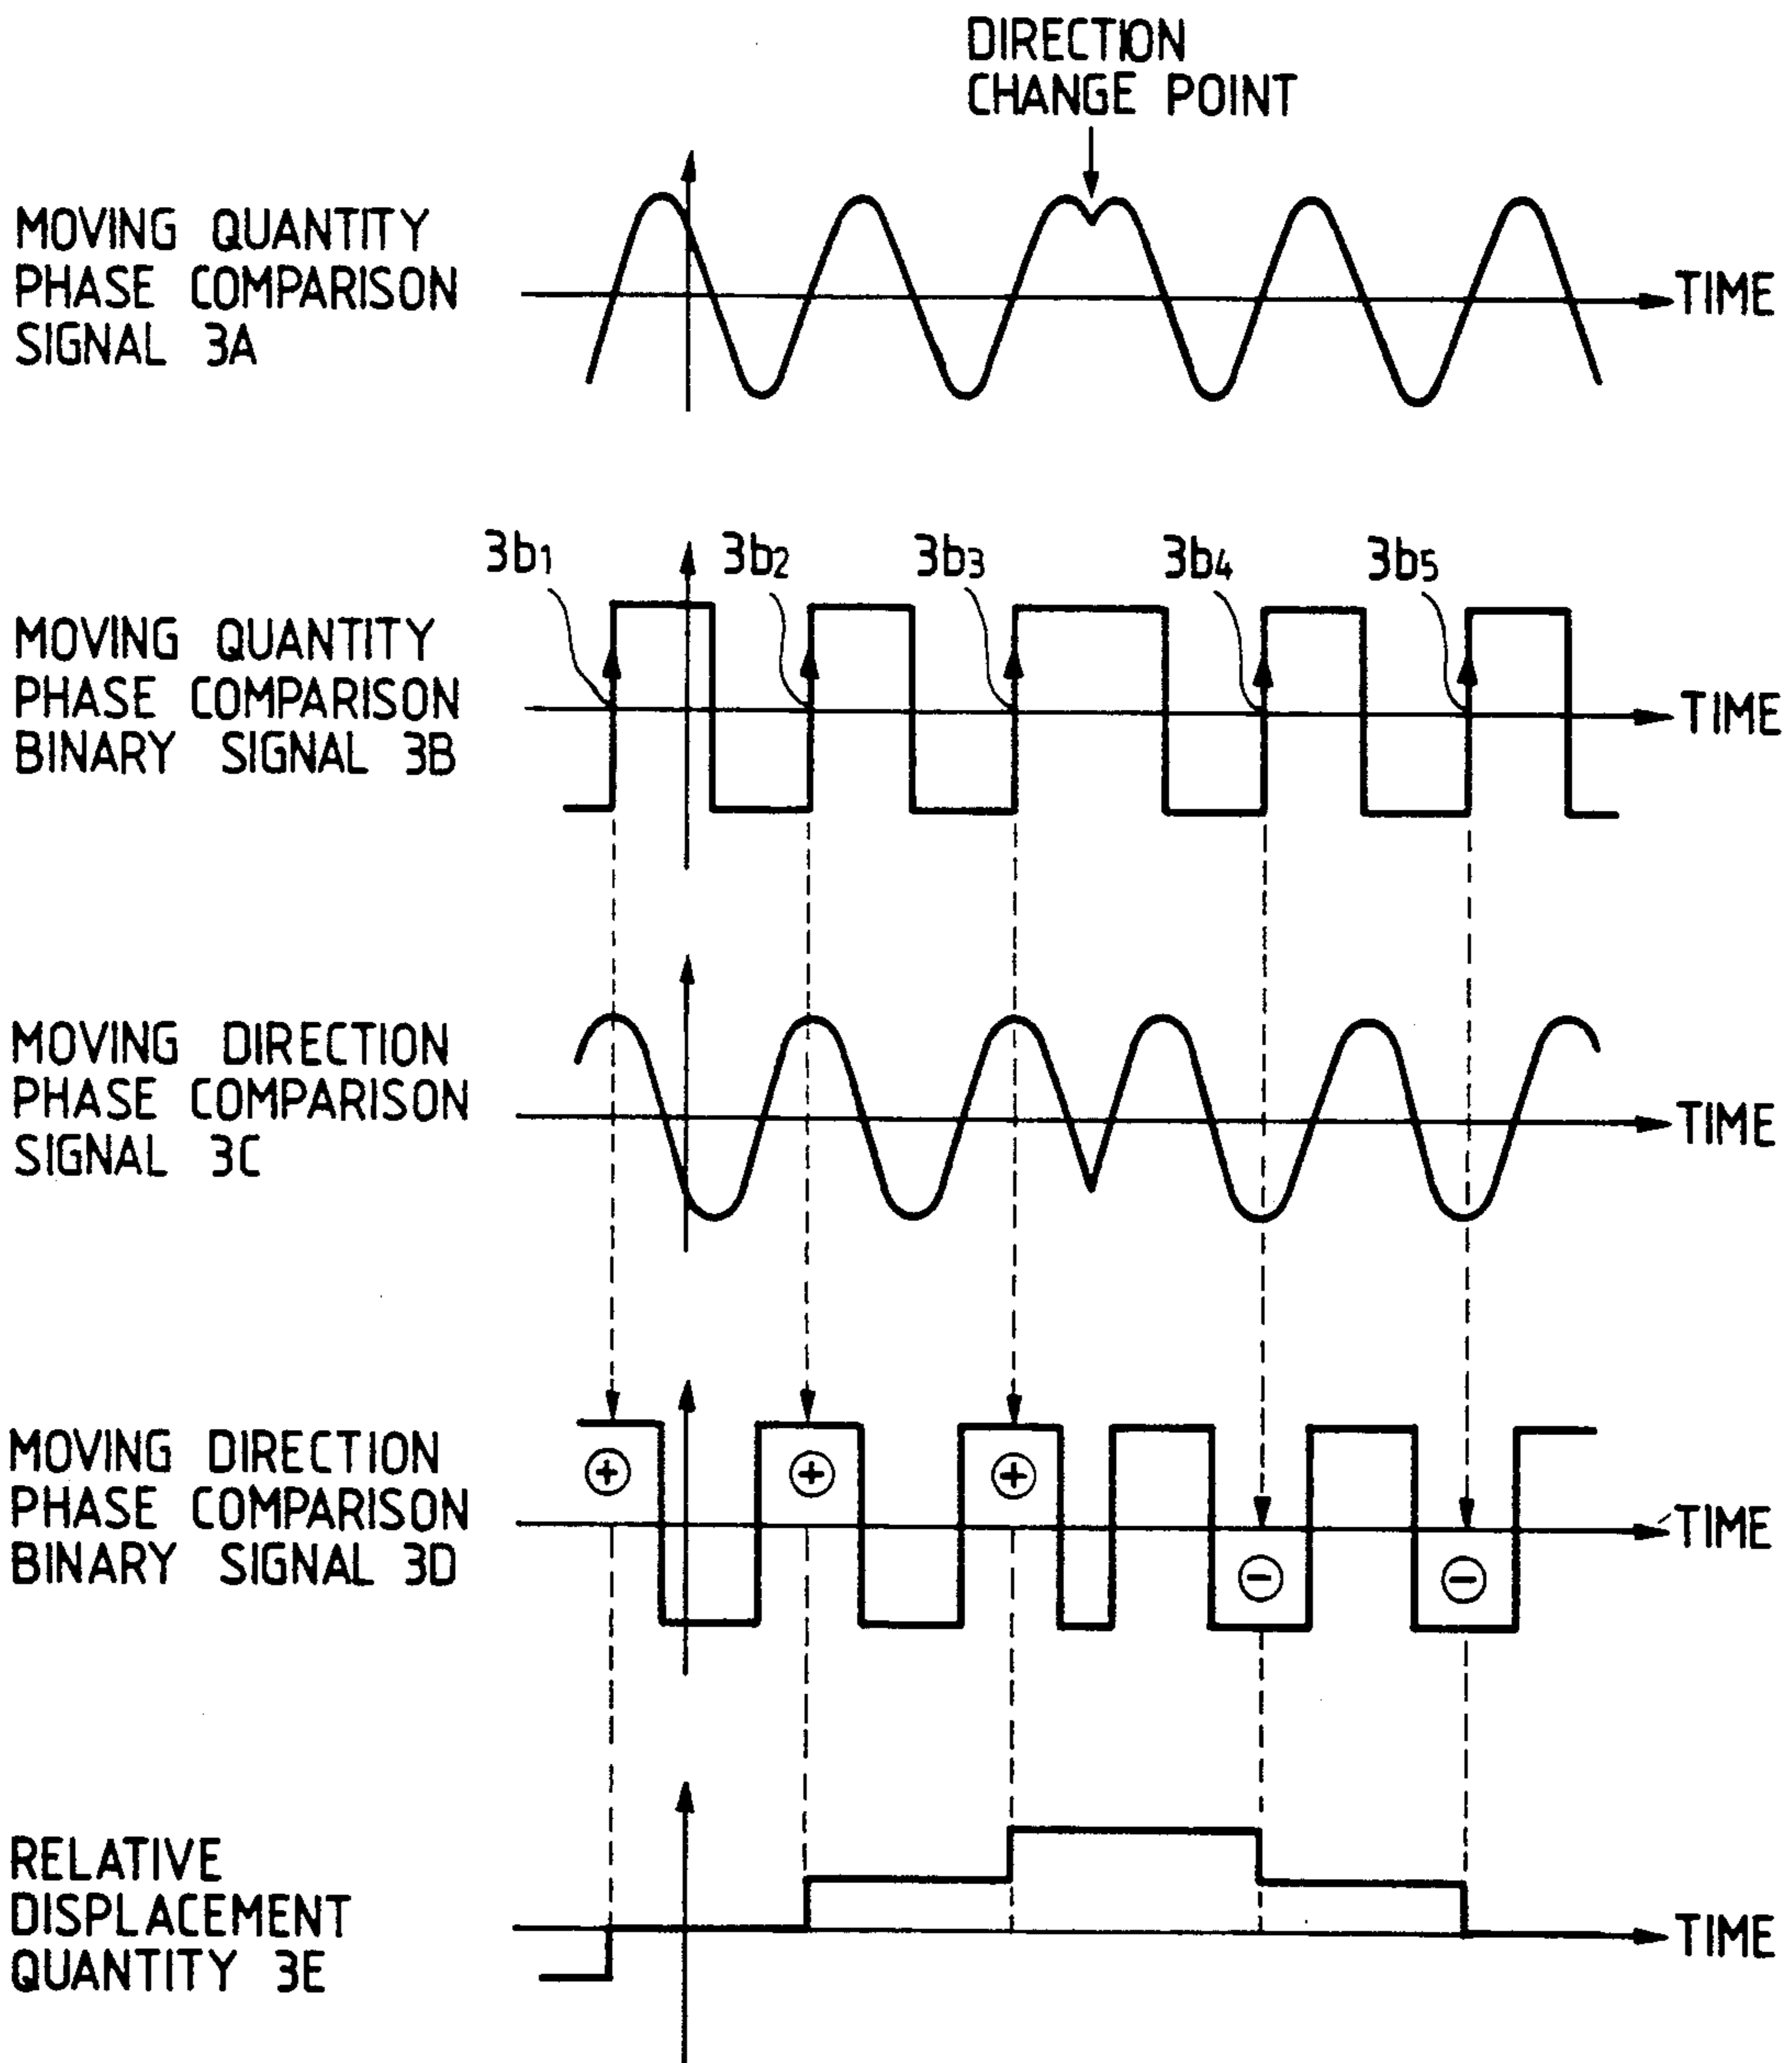 DIRECTION
CHANGE POINT
MOVING QUANTITY
PHASE COMPARISON
SIGNAL 3A
TIME
3b1
3b2
3b3
3b4
3b5
MOVING QUANTITY
PHASE COMPARISON
BINARY SIGNAL 3B
TIME
MOVING DIRECTION
PHASE COMPARISON
SIGNAL 3C
TIME
MOVING DIRECTION
PHASE COMPARISON
BINARY SIGNAL 3D
+
+
+
−
−
TIME
RELATIVE
DISPLACEMENT
QUANTITY 3E
TIME